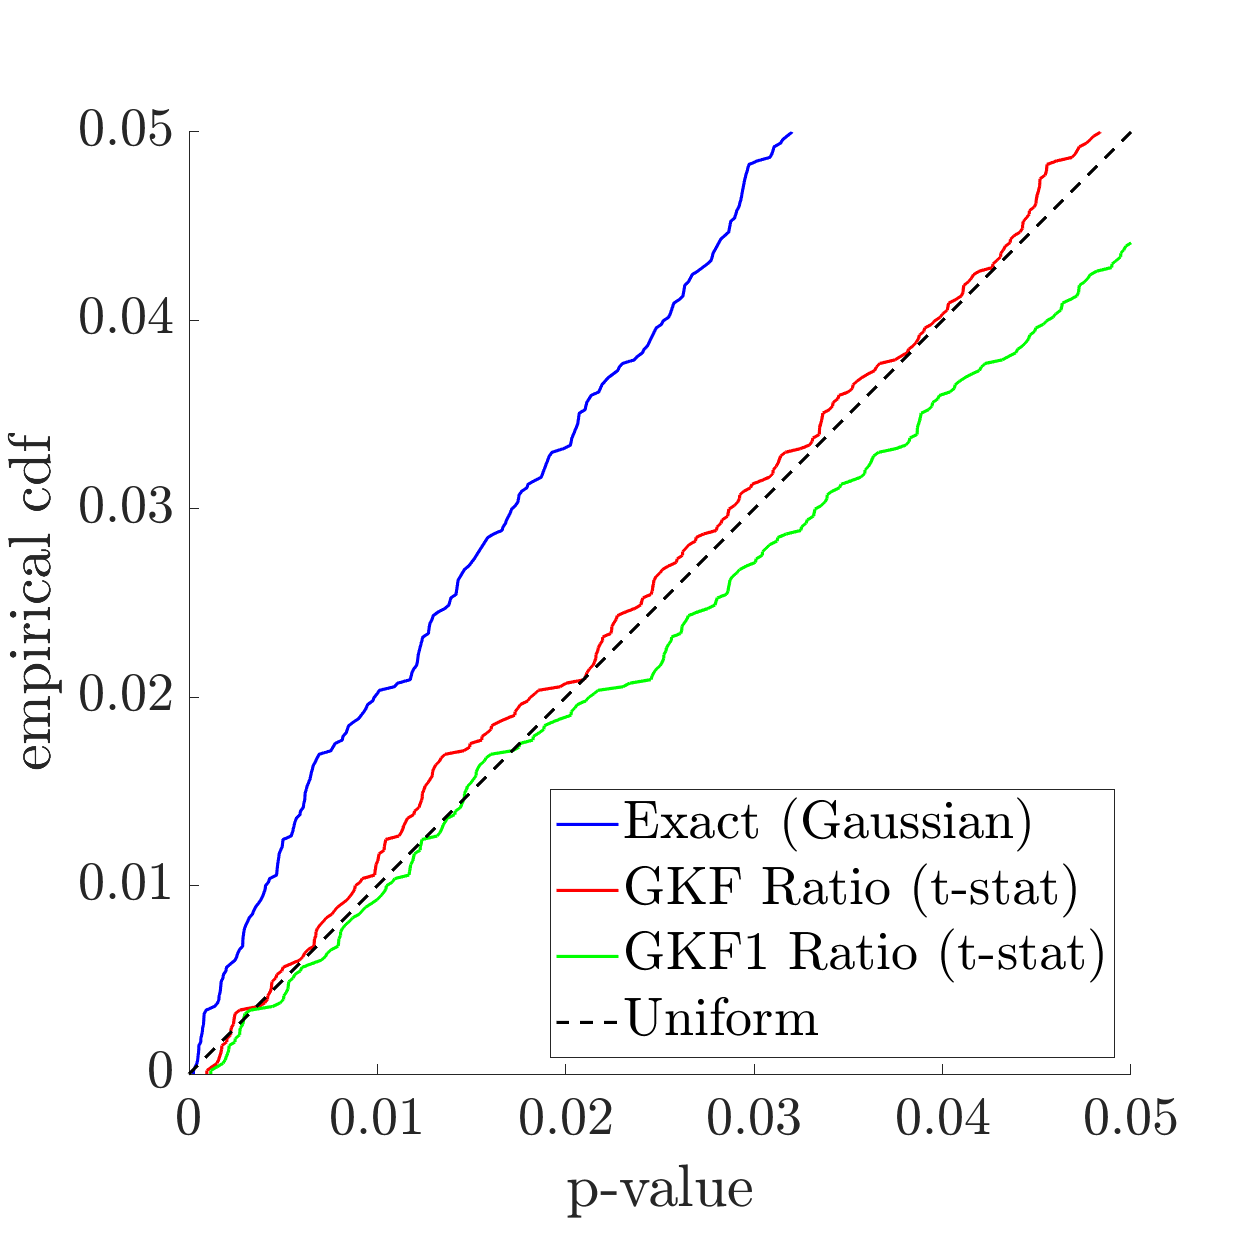 0.05
0.04
0.03
0.02
0.01
0
empirical cdf
Exact (Gaussian)
GKF Ratio (t-stat)
GKF1 Ratio (t-stat)
Uniform
0 0.01 0.02 0.03 0.04 0.05
p-value